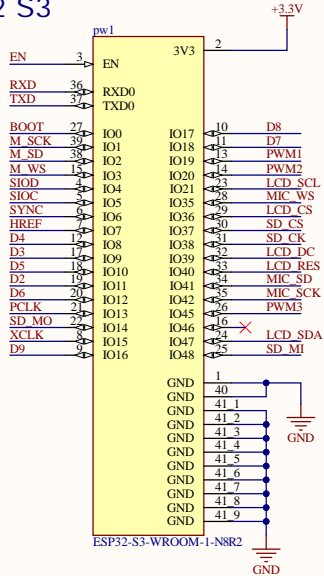 2 S3
+3.3V
pw1
2
3V3
EN 3 EN
RXD 36 RXD0
TXD 37 TXD0
BOOT 27 IO0 IO17 10 D8
M_SCK 39 IO1 IO18 11 D7
M_SD 38 IO2 IO19 13 PWM1
M_WS 15 IO3 IO20 14 PWM2
SIOD 4 IO4 IO21 23 LCD_SCL
SIOC 5 IO5 IO35 28 MIC_WS
SYNC 6 IO6 IO36 29 LCD_CS
HREF 7 IO7 IO37 30 SD_CS
D4 12 IO8 IO38 31 SD_CK
D3 17 IO9 IO39 32 LCD_DC
D5 18 IO10 IO40 33 LCD_RES
D2 19 IO11 IO41 34 MIC_SD
D6 20 IO12 IO42 35 MIC_SCK
PCLK 21 IO13 IO45 26 PWM3
SD_MO 22 IO14 IO46 16
XCLK 8 IO15 IO47 24 LCD_SDA
D9 9 IO16 IO48 25 SD_MI
GND 1
GND 40
GND 41_1
GND 41_2
GND 41_3
GND 41_4
GND 41_5
GND 41_6
GND 41_7
GND 41_8
GND 41_9
GND
ESP32-S3-WROOM-1-N8R2
GND